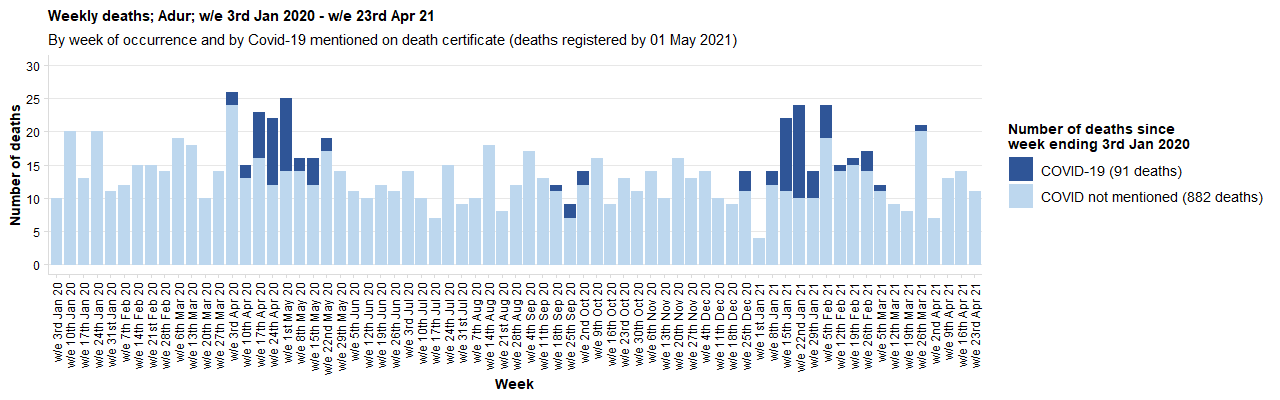 Weekly deaths; Adur; w/e 3rd Jan 2020 - w/e 23rd Apr 21
By week of occurrence and by Covid-19 mentioned on death certificate (deaths registered by 01 May 2021)
Number of deaths
30
25
20
15
10
5
0
w/e 3rd Jan 20
w/e 10th Jan 20
w/e 17th Jan 20
w/e 24th Jan 20
w/e 31st Jan 20
w/e 7th Feb 20
w/e 14th Feb 20
w/e 21st Feb 20
w/e 28th Feb 20
w/e 6th Mar 20
w/e 13th Mar 20
w/e 20th Mar 20
w/e 27th Mar 20
w/e 3rd Apr 20
w/e 10th Apr 20
w/e 17th Apr 20
w/e 24th Apr 20
w/e 1st May 20
w/e 8th May 20
w/e 15th May 20
w/e 22nd May 20
w/e 29th May 20
w/e 5th Jun 20
w/e 12th Jun 20
w/e 19th Jun 20
w/e 26th Jun 20
w/e 3rd Jul 20
w/e 10th Jul 20
w/e 17th Jul 20
w/e 24th Jul 20
w/e 31st Jul 20
w/e 7th Aug 20
w/e 14th Aug 20
w/e 21st Aug 20
w/e 28th Aug 20
w/e 4th Sep 20
w/e 11th Sep 20
w/e 18th Sep 20
w/e 25th Sep 20
w/e 2nd Oct 20
w/e 9th Oct 20
w/e 16th Oct 20
w/e 23rd Oct 20
w/e 30th Oct 20
w/e 6th Nov 20
w/e 13th Nov 20
w/e 20th Nov 20
w/e 27th Nov 20
w/e 4th Dec 20
w/e 11th Dec 20
w/e 18th Dec 20
w/e 25th Dec 20
w/e 1st Jan 21
w/e 8th Jan 21
w/e 15th Jan 21
w/e 22nd Jan 21
w/e 29th Jan 21
w/e 5th Feb 21
w/e 12th Feb 21
w/e 19th Feb 21
w/e 26th Feb 21
w/e 5th Mar 21
w/e 12th Mar 21
w/e 19th Mar 21
w/e 26th Mar 21
w/e 2nd Apr 21
w/e 9th Apr 21
w/e 16th Apr 21
w/e 23rd Apr 21
Week
Number of deaths since
week ending 3rd Jan 2020
COVID-19 (91 deaths)
COVID not mentioned (882 deaths)